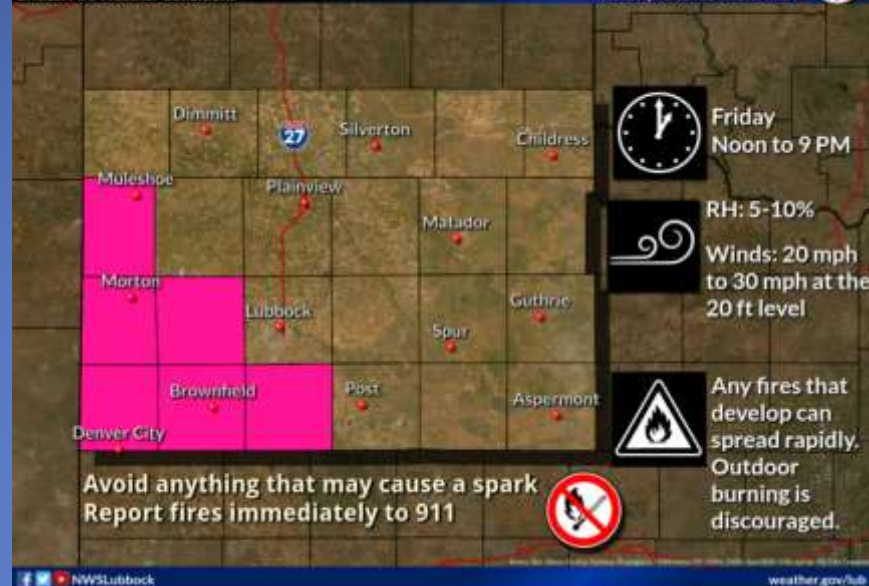 Dimmitt
27
Silverton
Childress
Muleshoe
Plainview
Matador
Morton
Lubbock
Guthrie
Spur
Brownfield
Post
Aspermont
Denver City
Friday
Noon to 9 PM
RH: 5-10%
Winds: 20 mph
to 30 mph at the
20 ft level
Any fires that
develop can
spread rapidly.
Outdoor
burning is
discouraged.
Avoid anything that may cause a spark
Report fires immediately to 911
NWSLubbock
weather.gov/lub